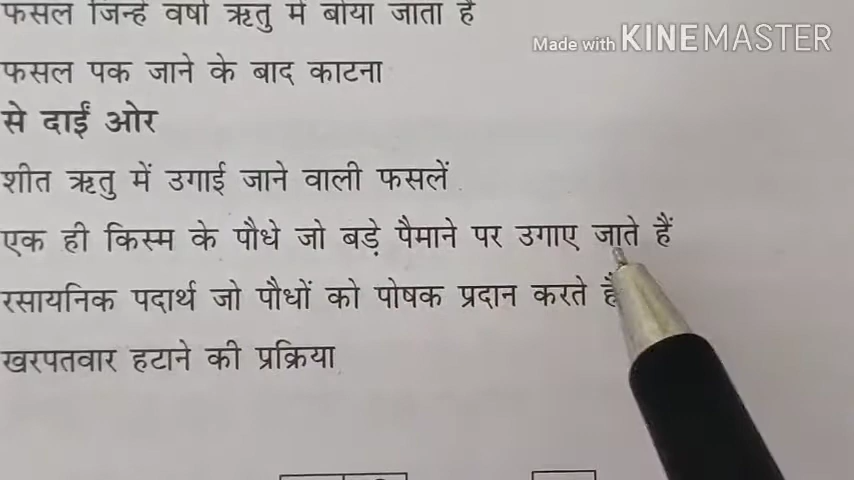 फसल जिन्हें वर्षा ऋतु में बोया जाता है
Made with KINEMASTER
फसल पक जाने के बाद काटना
से दाईं ओर
शीत ऋतु में उगाई जाने वाली फसलें
एक ही किस्म के पौधे जो बड़े पैमाने पर उगाए जाते हैं
रसायनिक पदार्थ जो पौधों को पोषक प्रदान करते हैं
खरपतवार हटाने की प्रक्रिया